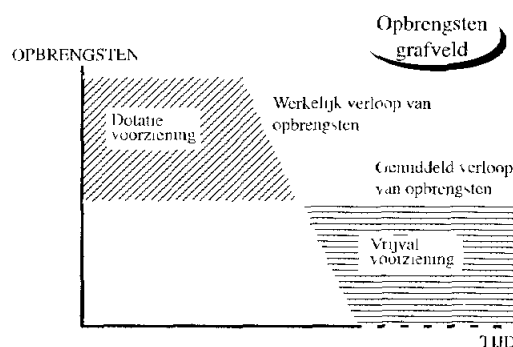 Opbrengsten
grafveld
OPBRENGSTEN
Dotatie
voorziening
Werkelijk verloop van
opbrengsten
Gemiddeld verloop
van opbrengsten
Vrijval
voorziening
TIJD